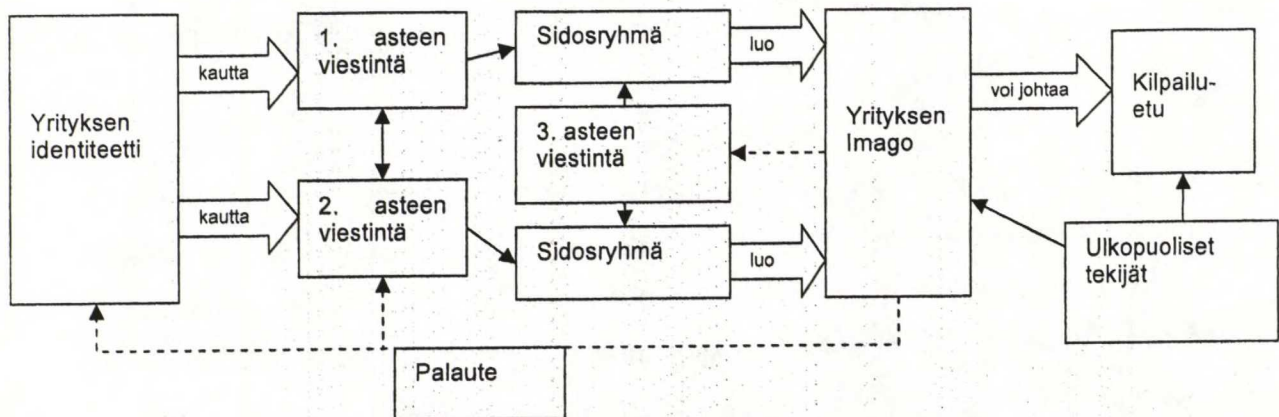 Yrityksen
identiteetti
kautta
kautta
1. asteen
viestintä
2. asteen
viestintä
Sidosryhmä
3. asteen
viestintä
Sidosryhmä
luo
luo
Yrityksen
Imago
voi johtaa
Kilpailu-
etu
Ulkopuoliset
tekijät
Palaute